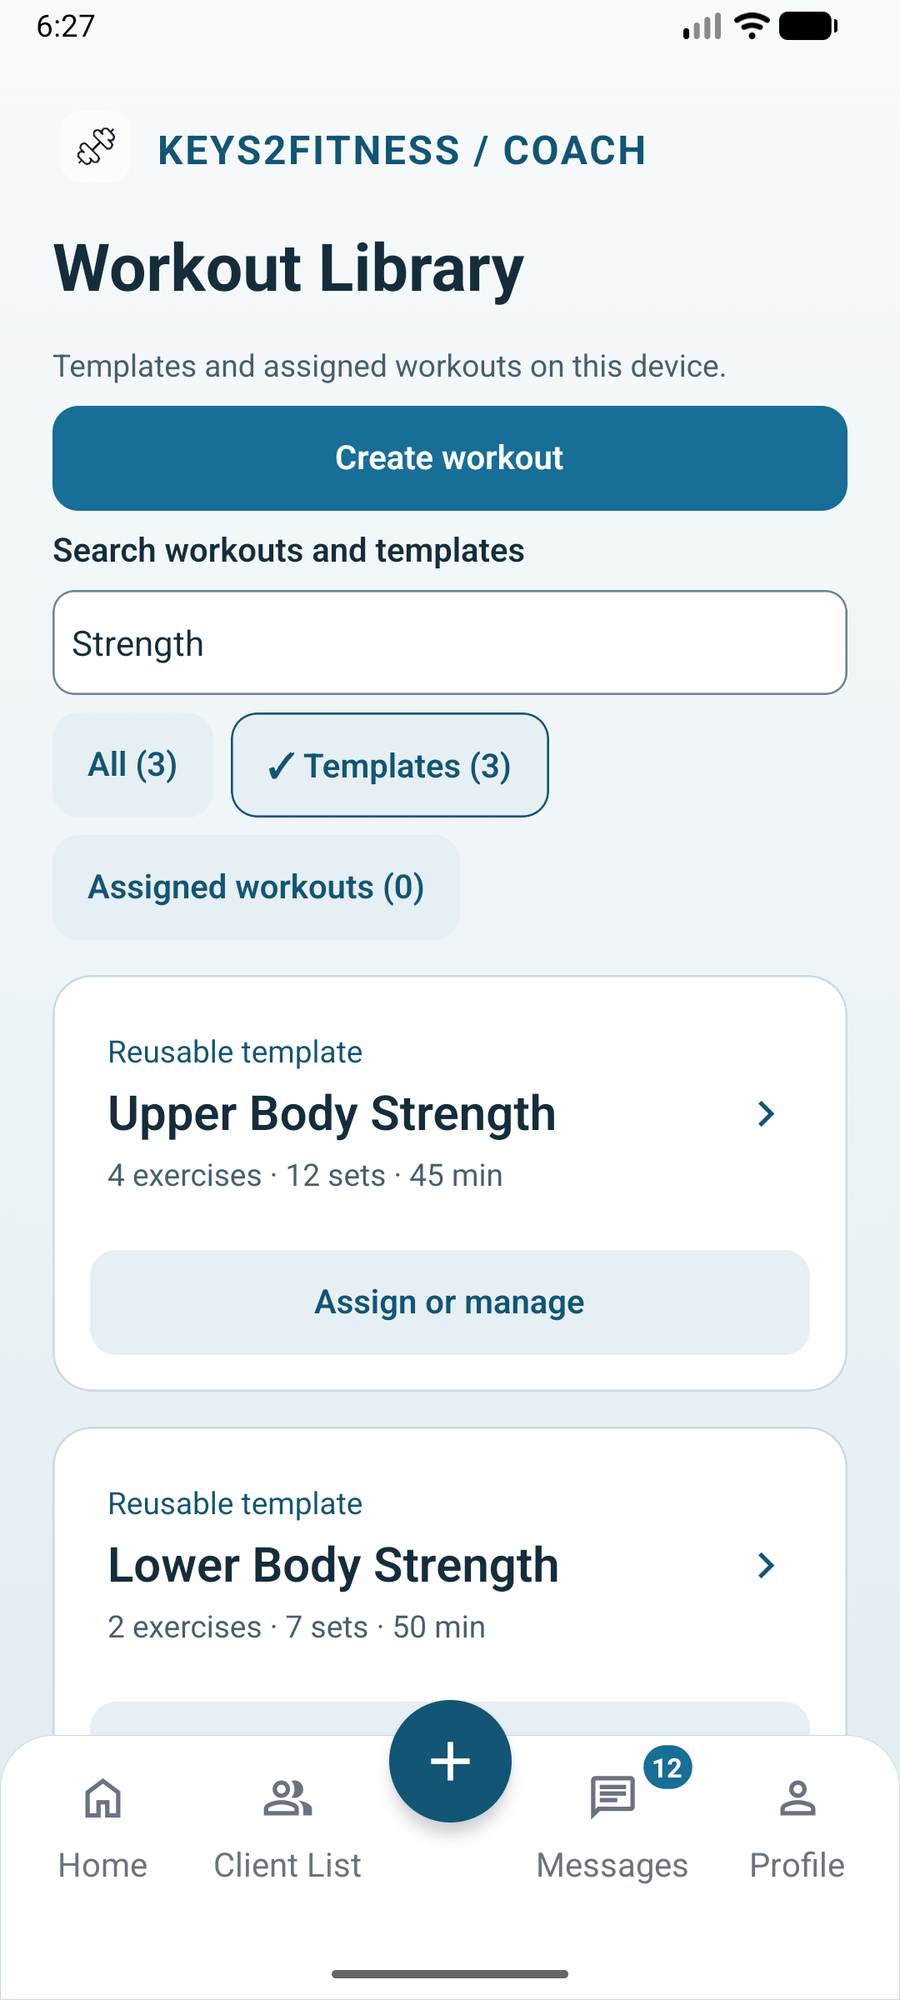 6:27
KEYS2FITNESS / COACH
Workout Library
Templates and assigned workouts on this device.
Create workout
Search workouts and templates
Strength
All (3)
✓ Templates (3)
Assigned workouts (0)
Reusable template
Upper Body Strength
4 exercises · 12 sets · 45 min
Assign or manage
Reusable template
Lower Body Strength
2 exercises · 7 sets · 50 min
12
Home
Client List
Messages
Profile